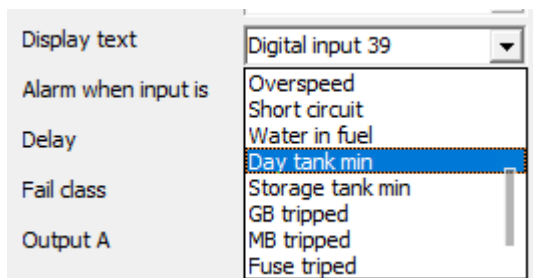 Display text
Digital input 39
Alarm when input is
Overspeed
Short circuit
Delay
Water in fuel
Day tank min
Fail class
Storage tank min
GB tripped
Output A
MB tripped
Fuse triped